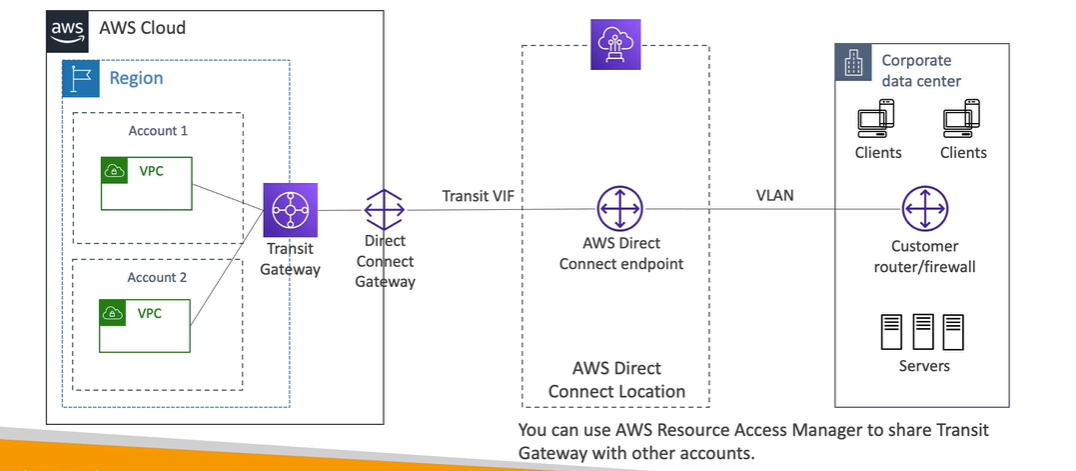 aws
AWS Cloud
Region
Account 1
VPC
Account 2
VPC
Transit
Gateway
Direct
Connect
Gateway
Transit VIF
AWS Direct
Connect endpoint
AWS Direct
Connect Location
VLAN
Corporate
data center
Clients
Clients
Customer
router/firewall
Servers
You can use AWS Resource Access Manager to share Transit
Gateway with other accounts.